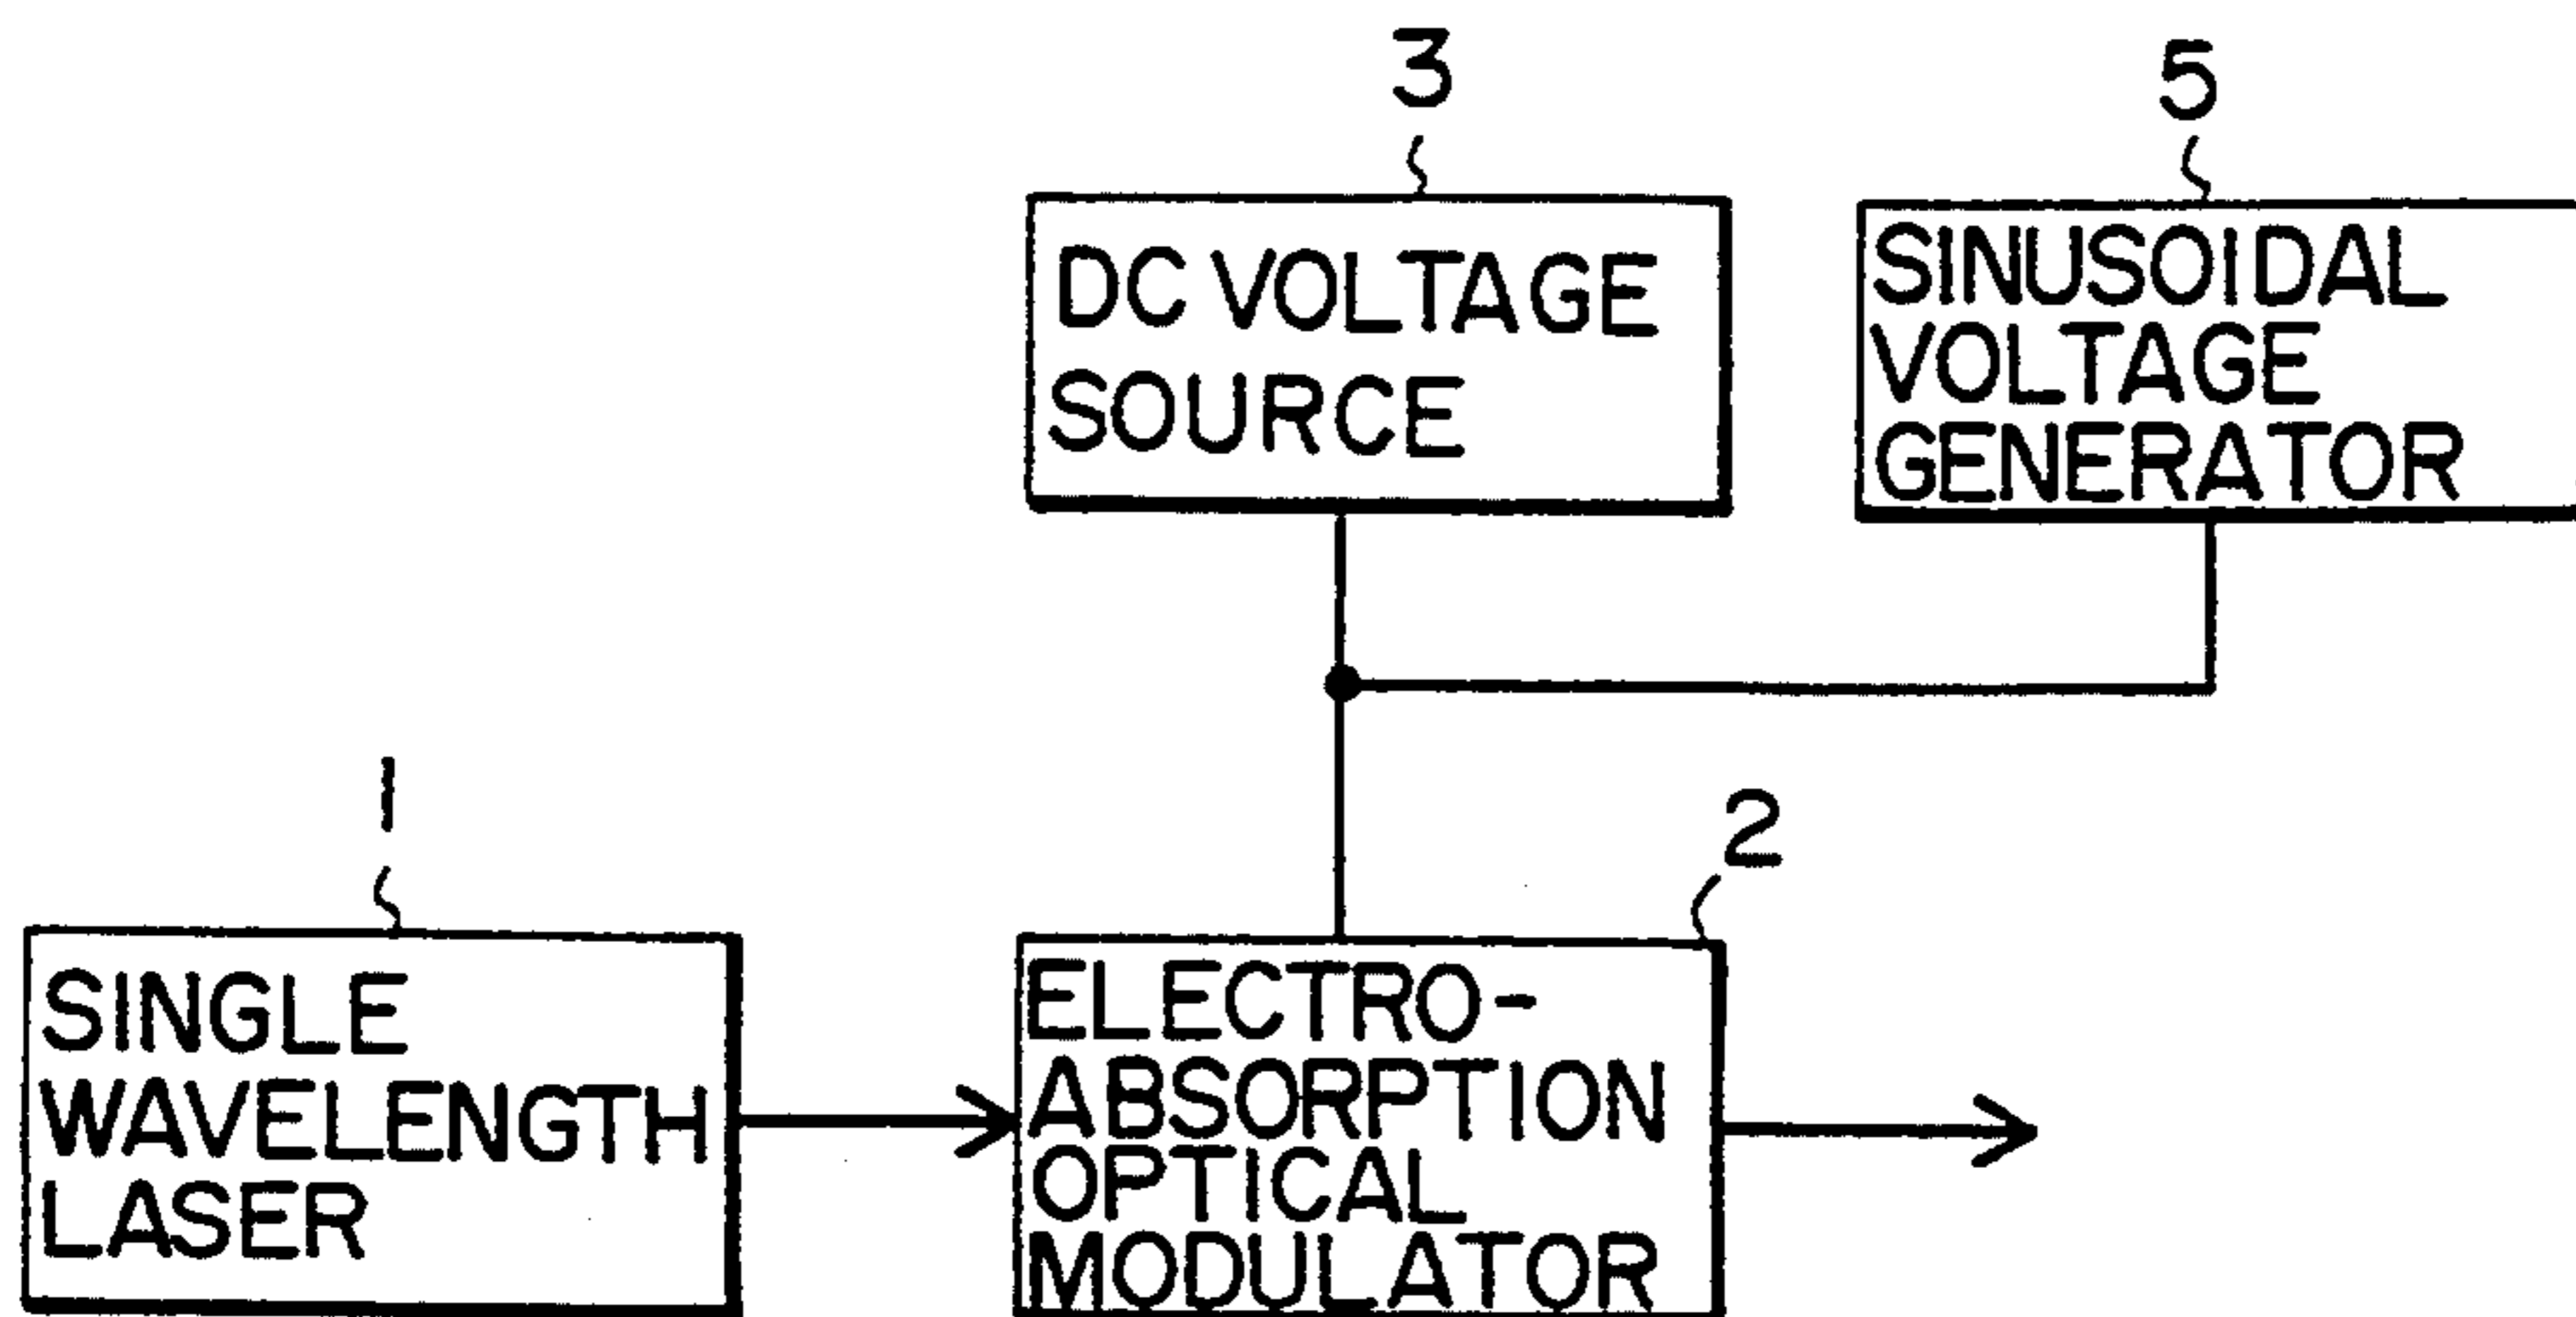 3
5
DC VOLTAGE
SOURCE
SINUSOIDAL
VOLTAGE
GENERATOR
1
2
SINGLE
WAVELENGTH
LASER
ELECTRO-
ABSORPTION
OPTICAL
MODULATOR